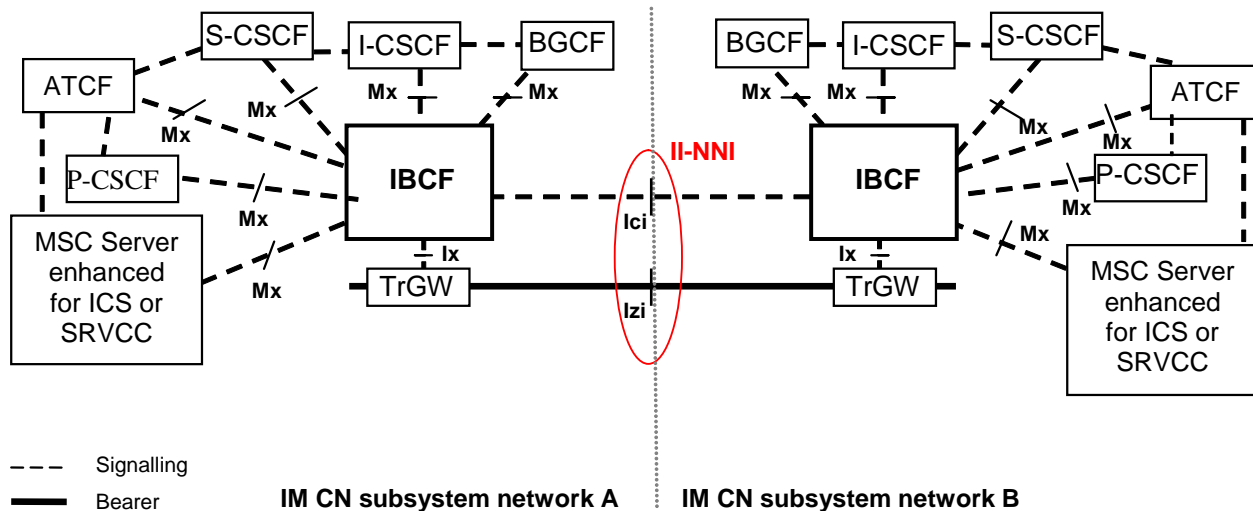 S-CSCF
I-CSCF
BGCF
BGCF
I-CSCF
S-CSCF
ATCF
ATCF
Mx
Mx
Mx
Mx
Mx
Mx
Mx
Mx
IBCF
II-NNI
IBCF
P-CSCF
P-CSCF
Mx
Mx
Ici
MSC Server
enhanced
for ICS or
SRVCC
Mx
Mx
Ix
Ix
TrGW
TrGW
Izi
MSC Server
enhanced
for ICS or
SRVCC
Signalling
Bearer
IM CN subsystem network A
IM CN subsystem network B